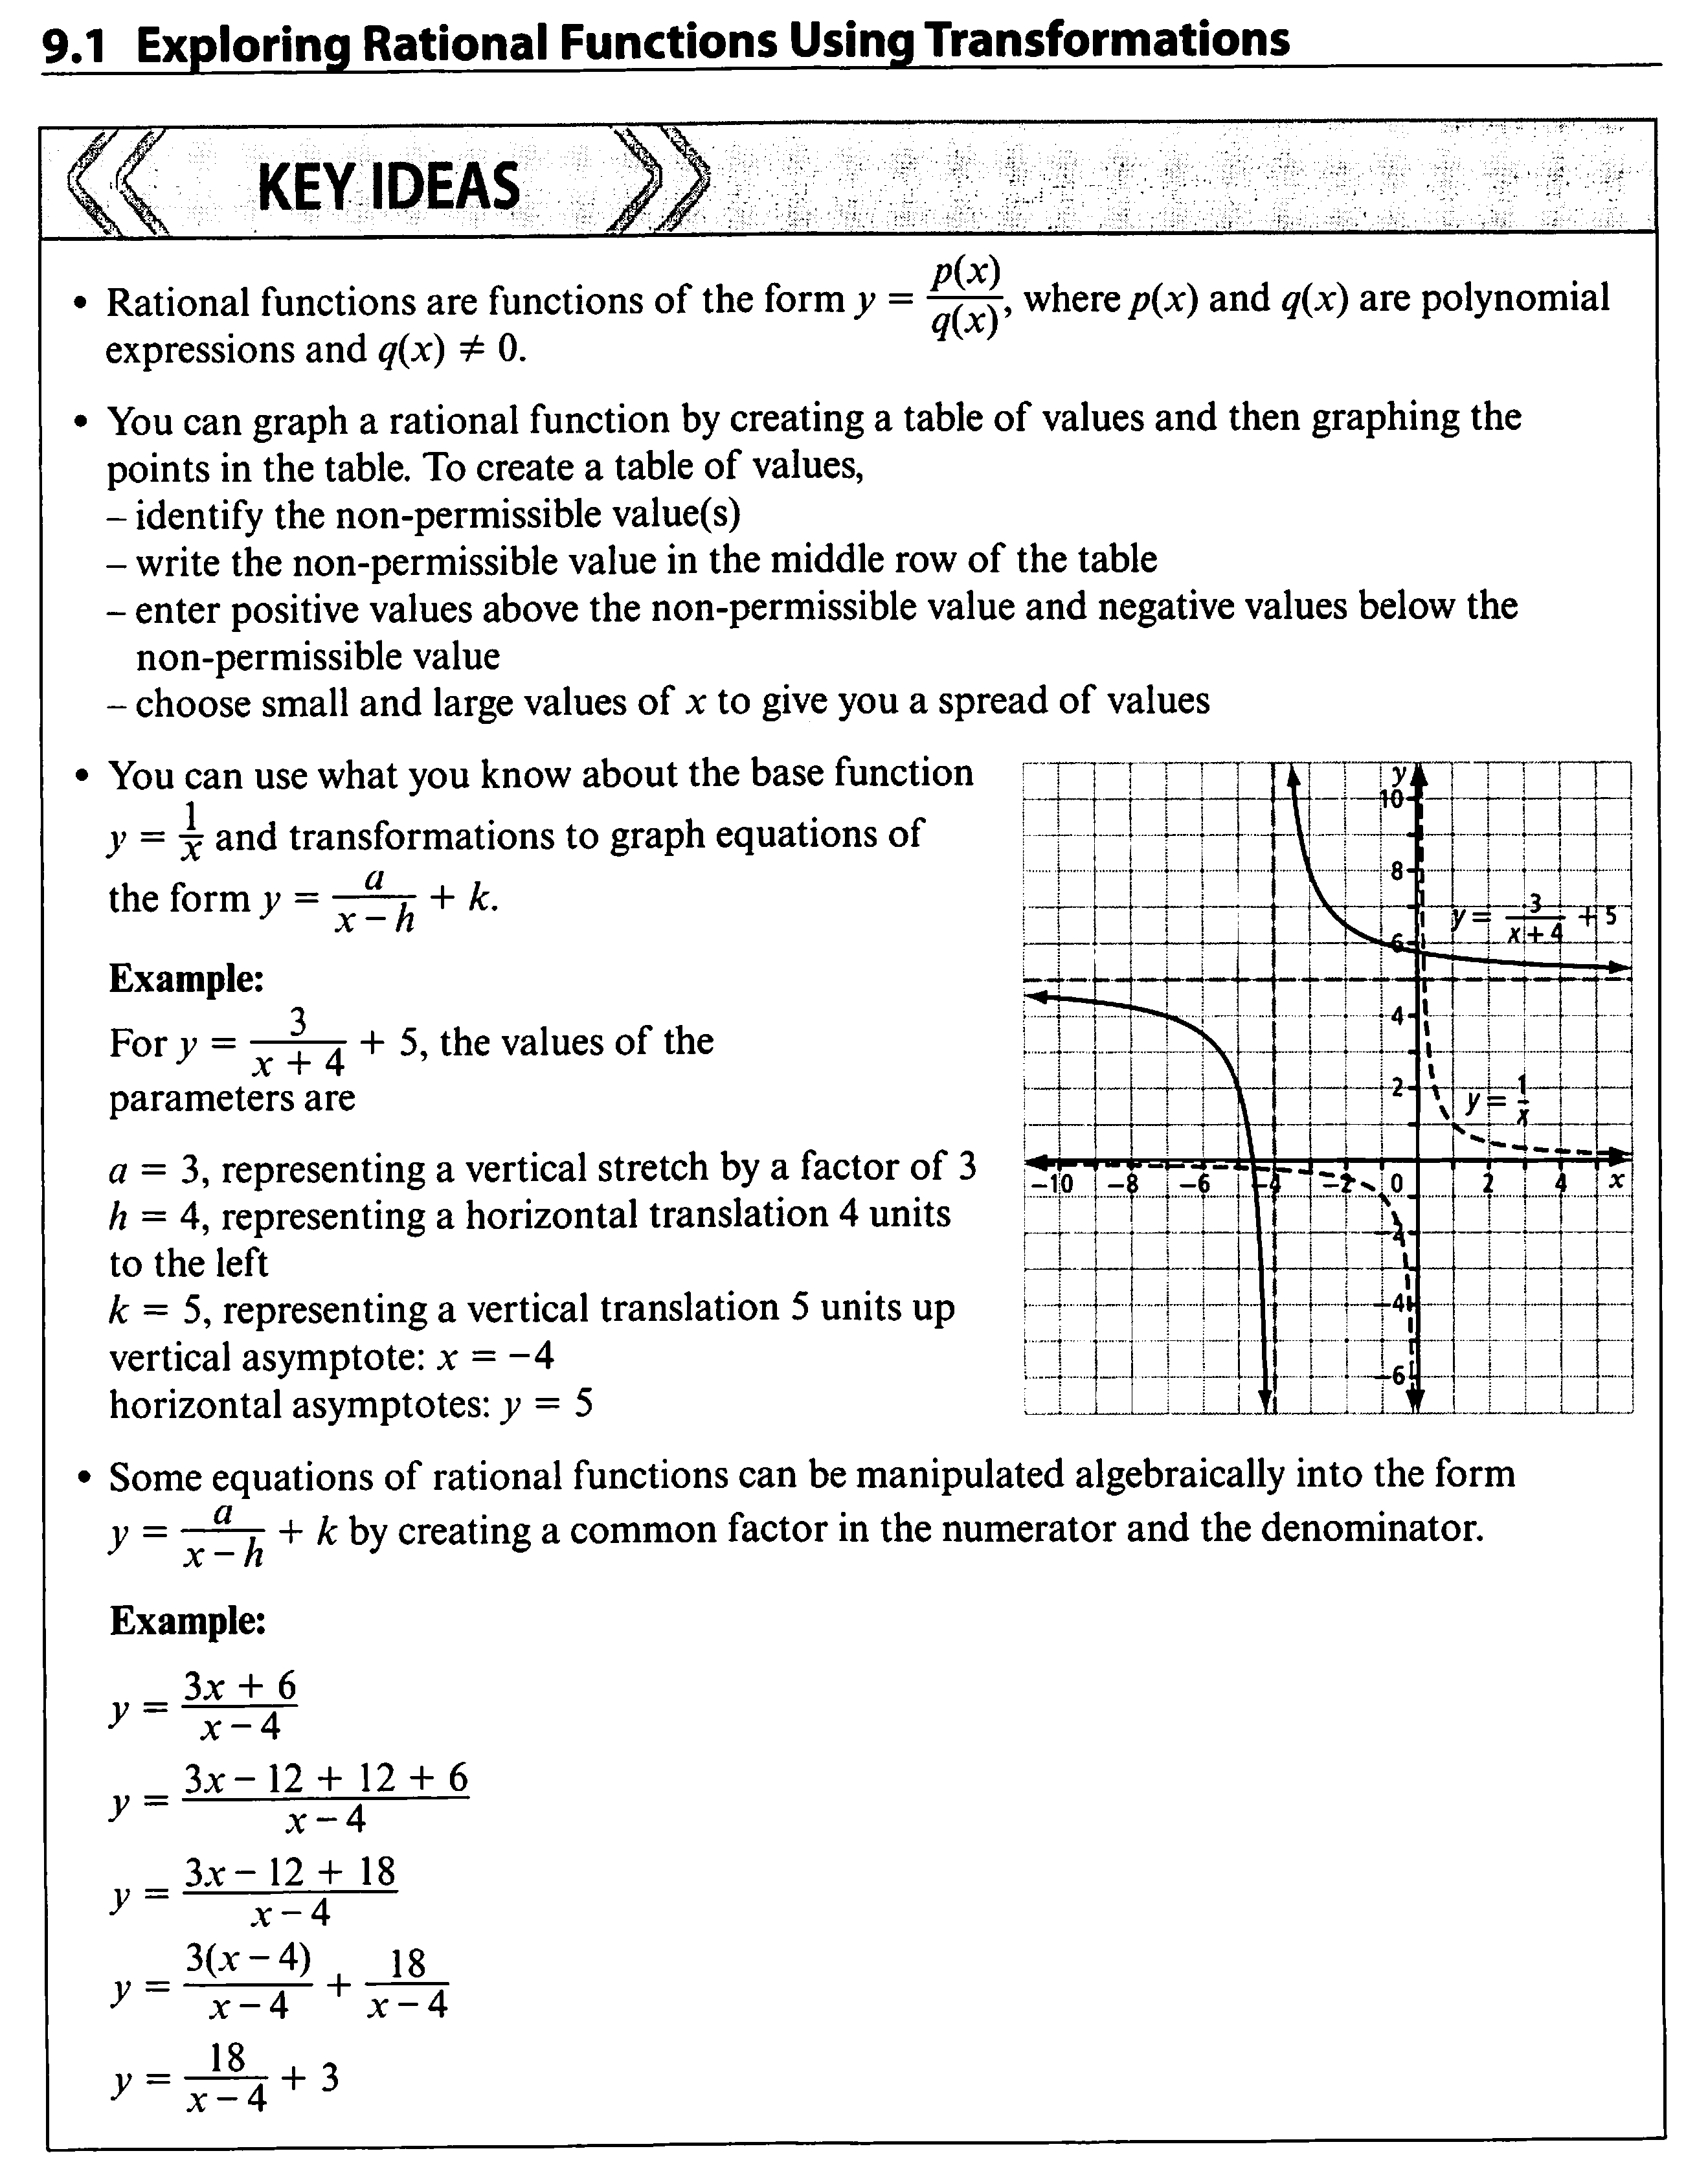 9.1 Exploring Rational Functions Using Transformations
KEY IDEAS
• Rational functions are functions of the form y = p(x)/q(x), where p(x) and q(x) are polynomial
expressions and q(x) ≠ 0.
• You can graph a rational function by creating a table of values and then graphing the
points in the table. To create a table of values,
– identify the non-permissible value(s)
– write the non-permissible value in the middle row of the table
– enter positive values above the non-permissible value and negative values below the
non-permissible value
– choose small and large values of x to give you a spread of values
• You can use what you know about the base function
y = 1/x and transformations to graph equations of
the form y = a/(x – h) + k.
Example:
For y = 3/(x + 4) + 5, the values of the
parameters are
a = 3, representing a vertical stretch by a factor of 3
h = 4, representing a horizontal translation 4 units
to the left
k = 5, representing a vertical translation 5 units up
vertical asymptote: x = –4
horizontal asymptotes: y = 5
y
10
8
y = 3/(x + 4) + 5
6
4
2
y = 1/x
–10 –8 –6 –4 –2 0 2 4 x
–4
–6
• Some equations of rational functions can be manipulated algebraically into the form
y = a/(x – h) + k by creating a common factor in the numerator and the denominator.
Example:
y = (3x + 6)/(x – 4)
y = (3x – 12 + 12 + 6)/(x – 4)
y = (3x – 12 + 18)/(x – 4)
y = 3(x – 4)/(x – 4) + 18/(x – 4)
y = 18/(x – 4) + 3